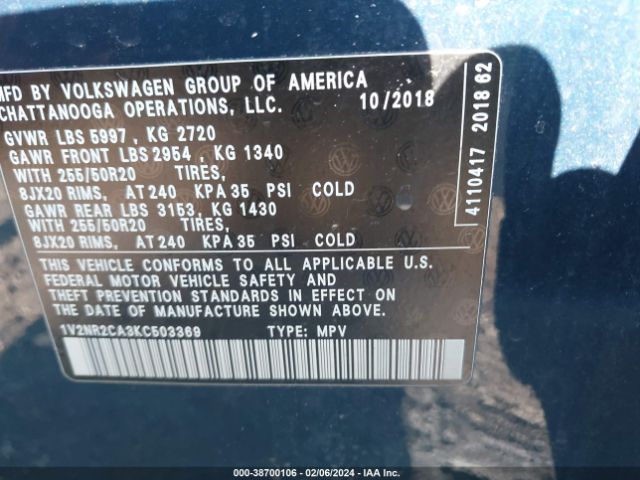 MFD BY VOLKSWAGEN GROUP OF AMERICA
CHATTANOOGA OPERATIONS, LLC. 10/2018
GVWR LBS 5997 , KG 2720
GAWR FRONT LBS 2954 , KG 1340
WITH 255/50R20 TIRES,
8JX20 RIMS, AT 240 KPA 35 PSI COLD
GAWR REAR LBS 3153, KG 1430
WITH 255/50R20 TIRES,
8JX20 RIMS, AT 240 KPA 35 PSI COLD
THIS VEHICLE CONFORMS TO ALL APPLICABLE U.S.
FEDERAL MOTOR VEHICLE SAFETY AND
THEFT PREVENTION STANDARDS IN EFFECT ON
THE DATE OF MANUFACTURE SHOWN ABOVE.
1V2NR2CA3KC503369 TYPE: MPV
4110417 2018 62
000-38700106 - 02/06/2024 - IAA Inc.